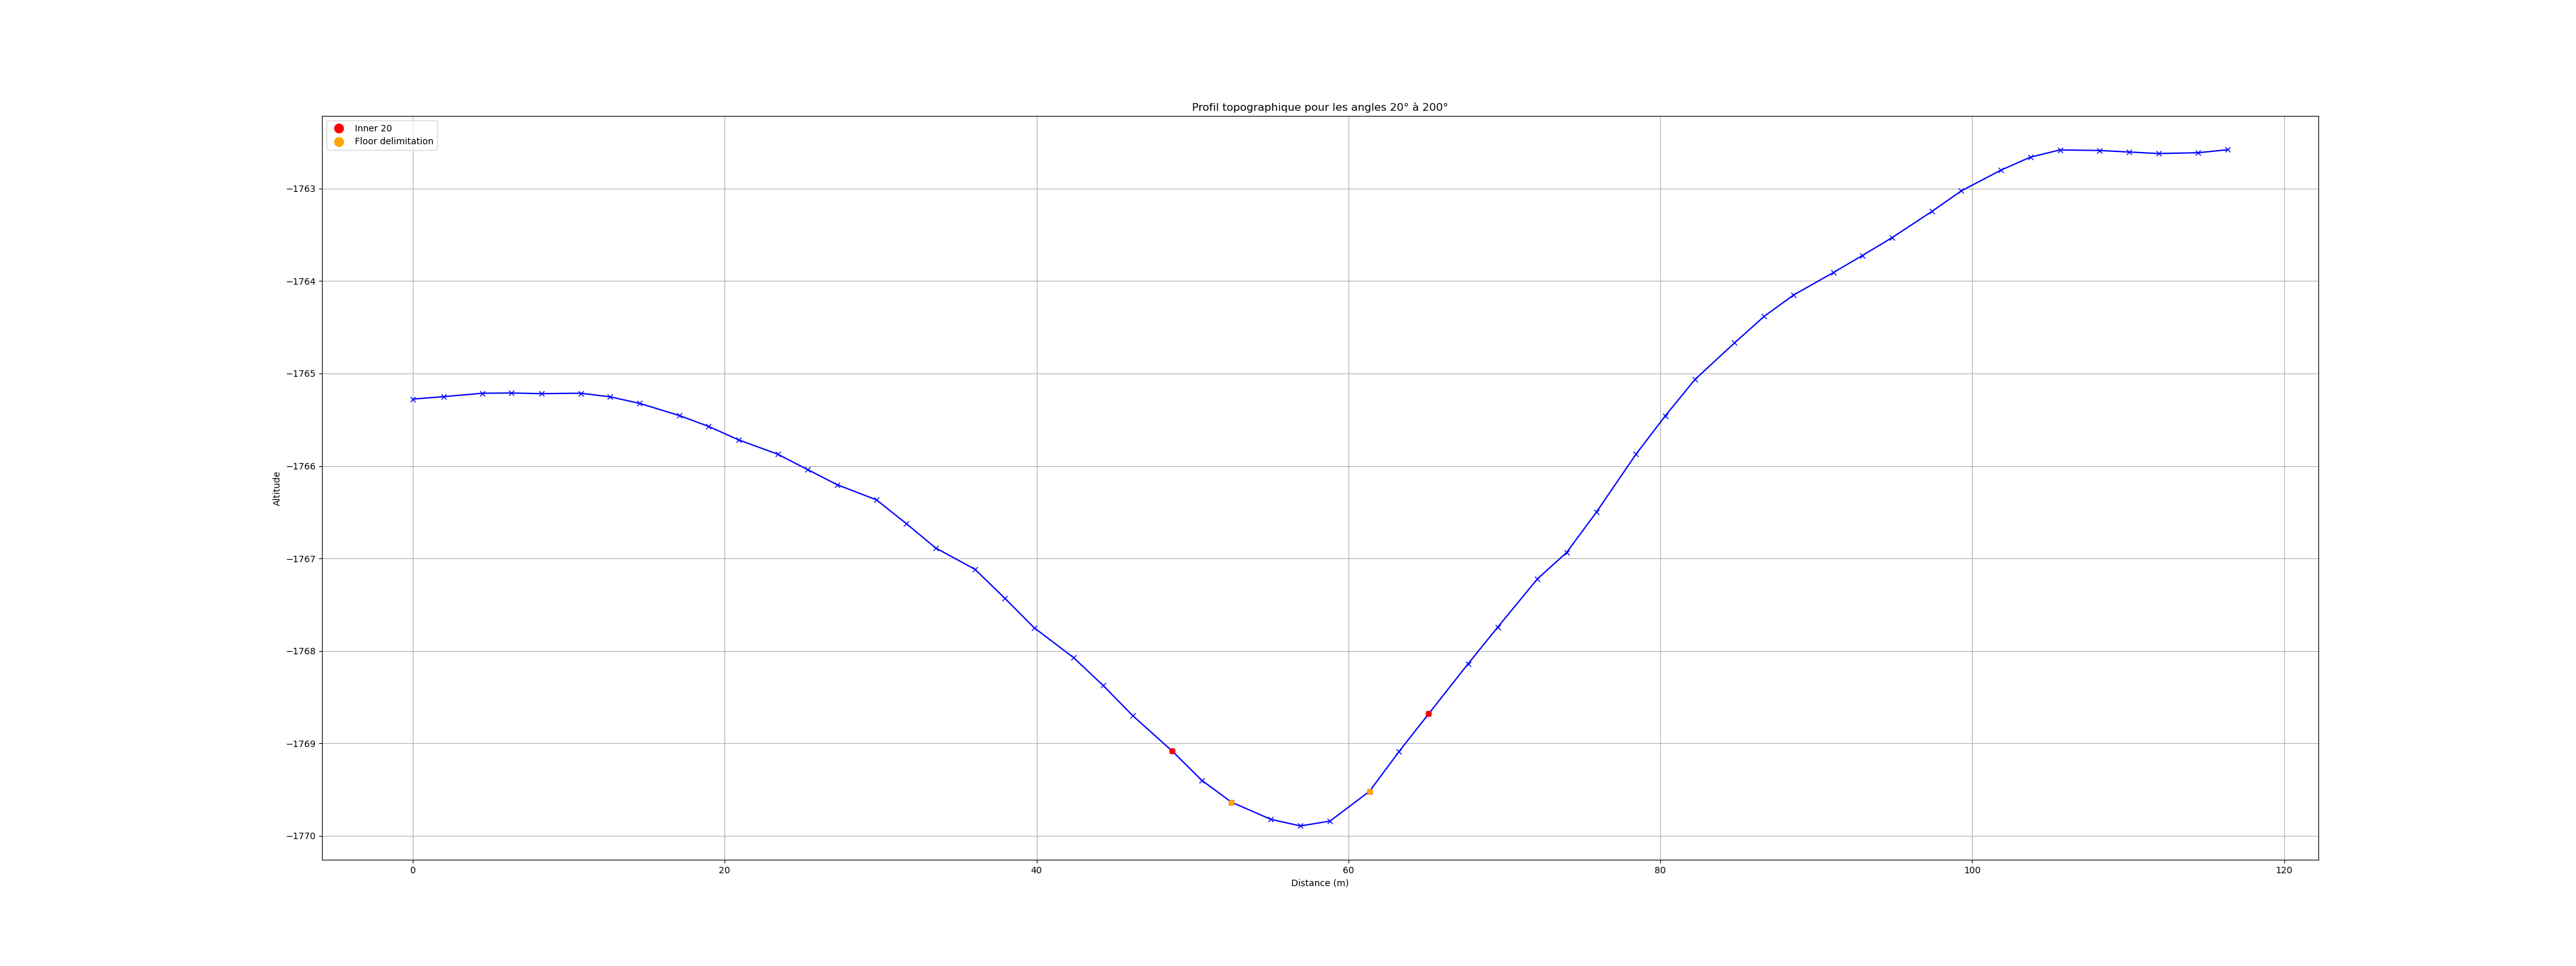 Profil topographique pour les angles 20° à 200°
Inner 20
Floor delimitation
−1763
−1764
−1765
−1766
−1767
−1768
−1769
−1770
Altitude
0 20 40 60 80 100 120
Distance (m)